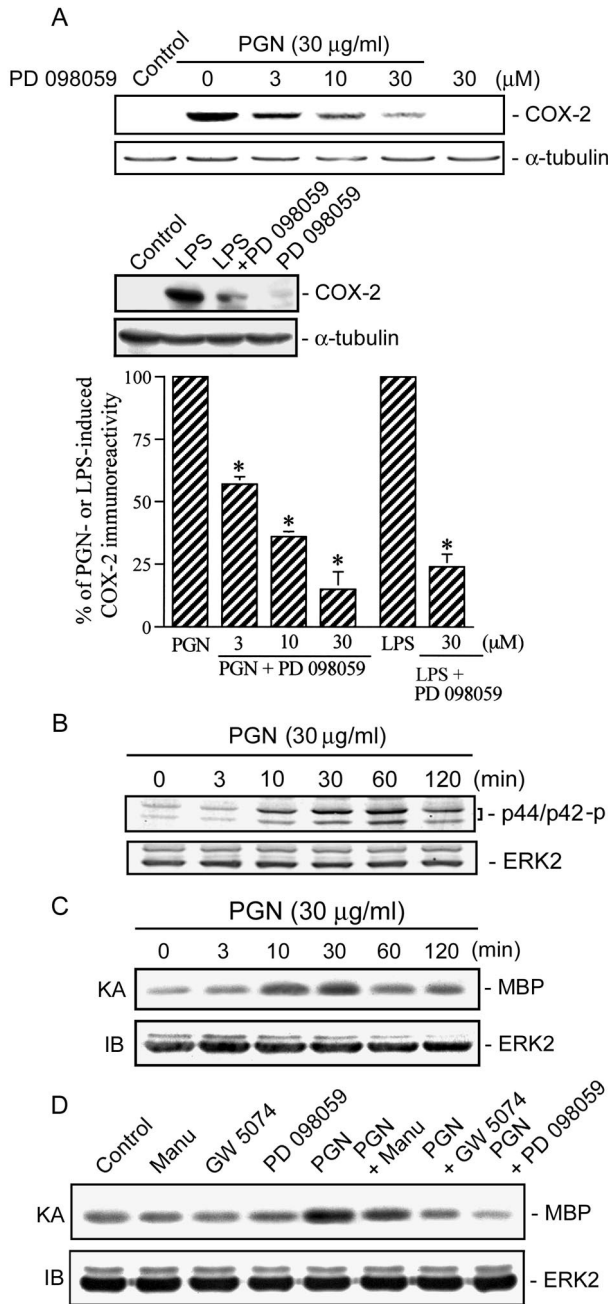 A
PGN (30 µg/ml)
Control
PD 098059 0 3 10 30 30 (µM)
- COX-2
- α-tubulin
Control
LPS
LPS +PD 098059
PD 098059
- COX-2
- α-tubulin
% of PGN- or LPS-induced
COX-2 immunoreactivity
100
75
50
25
0
* * * *
PGN 3 10 30 LPS 30 (µM)
PGN + PD 098059
LPS +
PD 098059
B
PGN (30 µg/ml)
0 3 10 30 60 120 (min)
- p44/p42-p
- ERK2
C
PGN (30 µg/ml)
0 3 10 30 60 120 (min)
KA - MBP
IB - ERK2
D
Control
Manu
GW 5074
PD 098059
PGN
PGN + Manu
PGN + GW 5074
PGN + PD 098059
KA - MBP
IB - ERK2